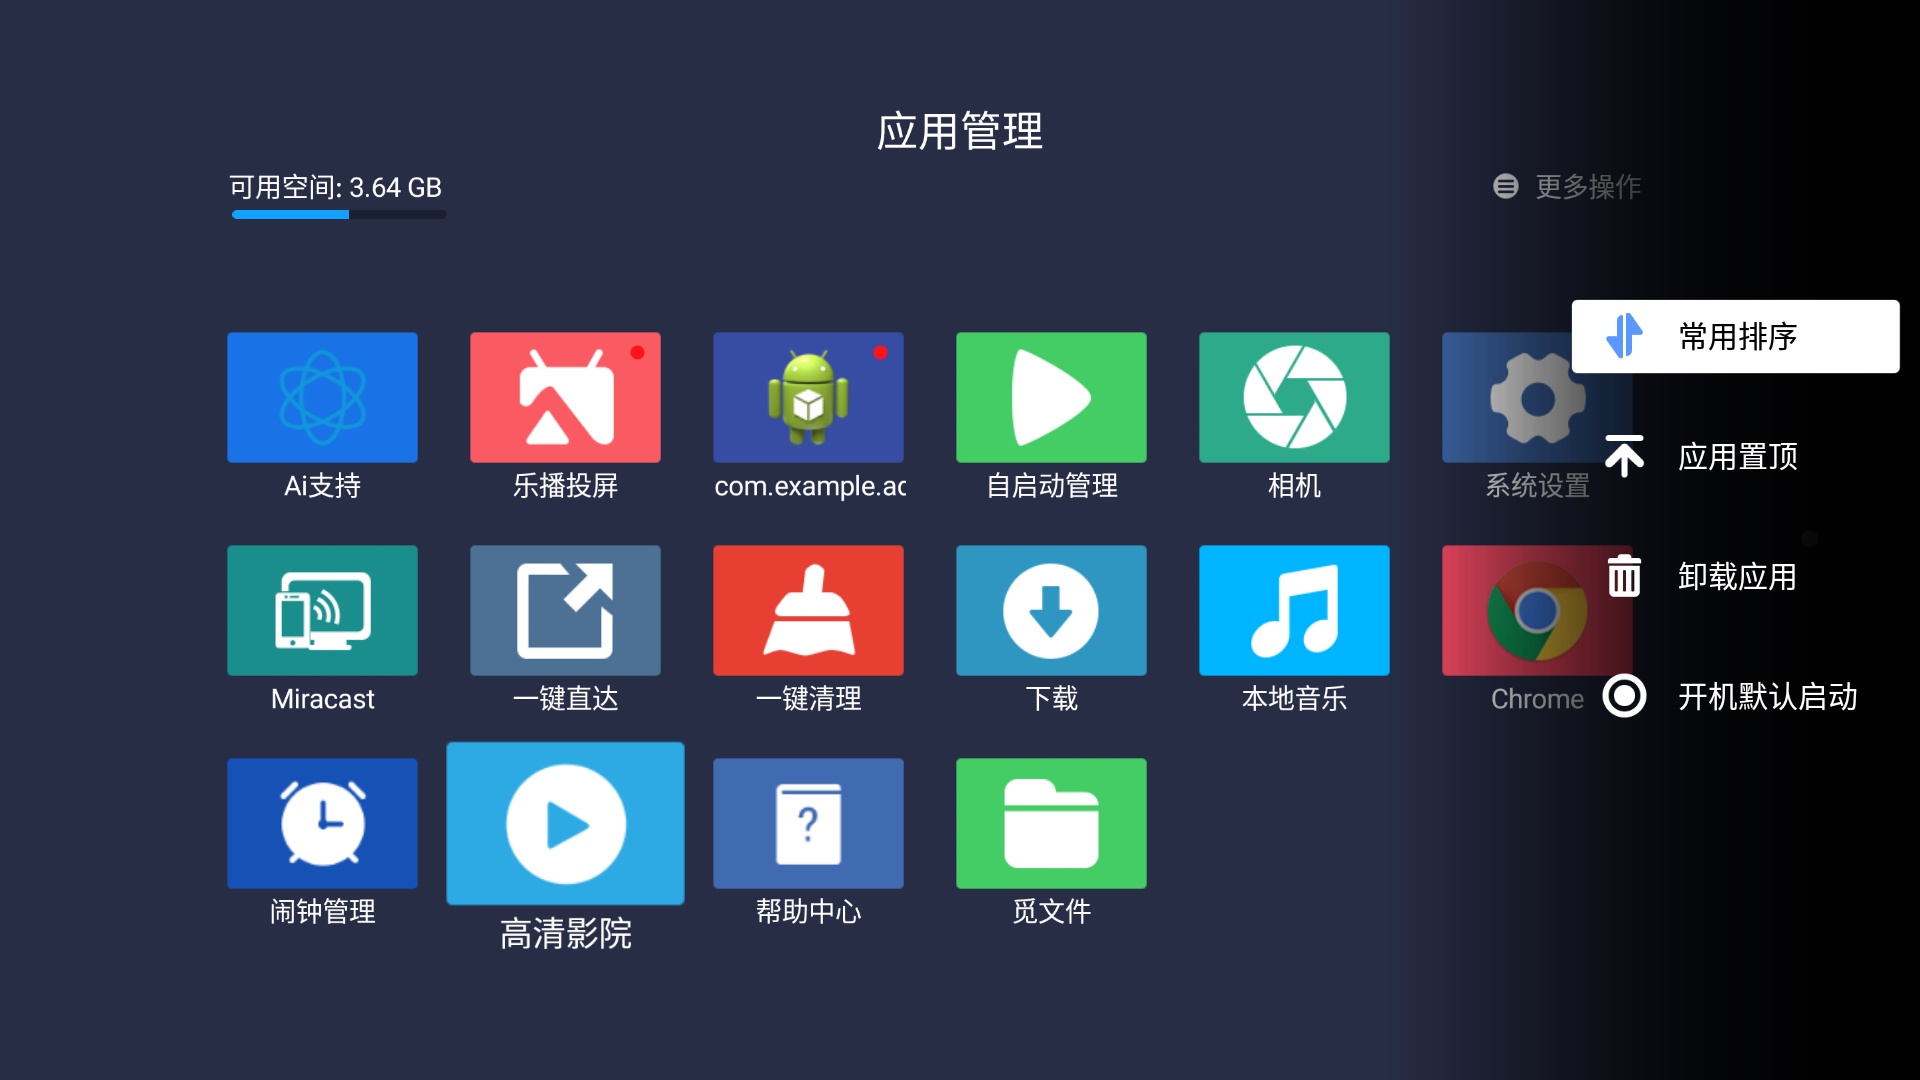 应用管理
可用空间: 3.64 GB
更多操作
常用排序
应用置顶
卸载应用
开机默认启动
Ai支持
乐播投屏
com.example.ad
自启动管理
相机
系统设置
Miracast
一键直达
一键清理
下载
本地音乐
Chrome
闹钟管理
高清影院
?
帮助中心
觅文件